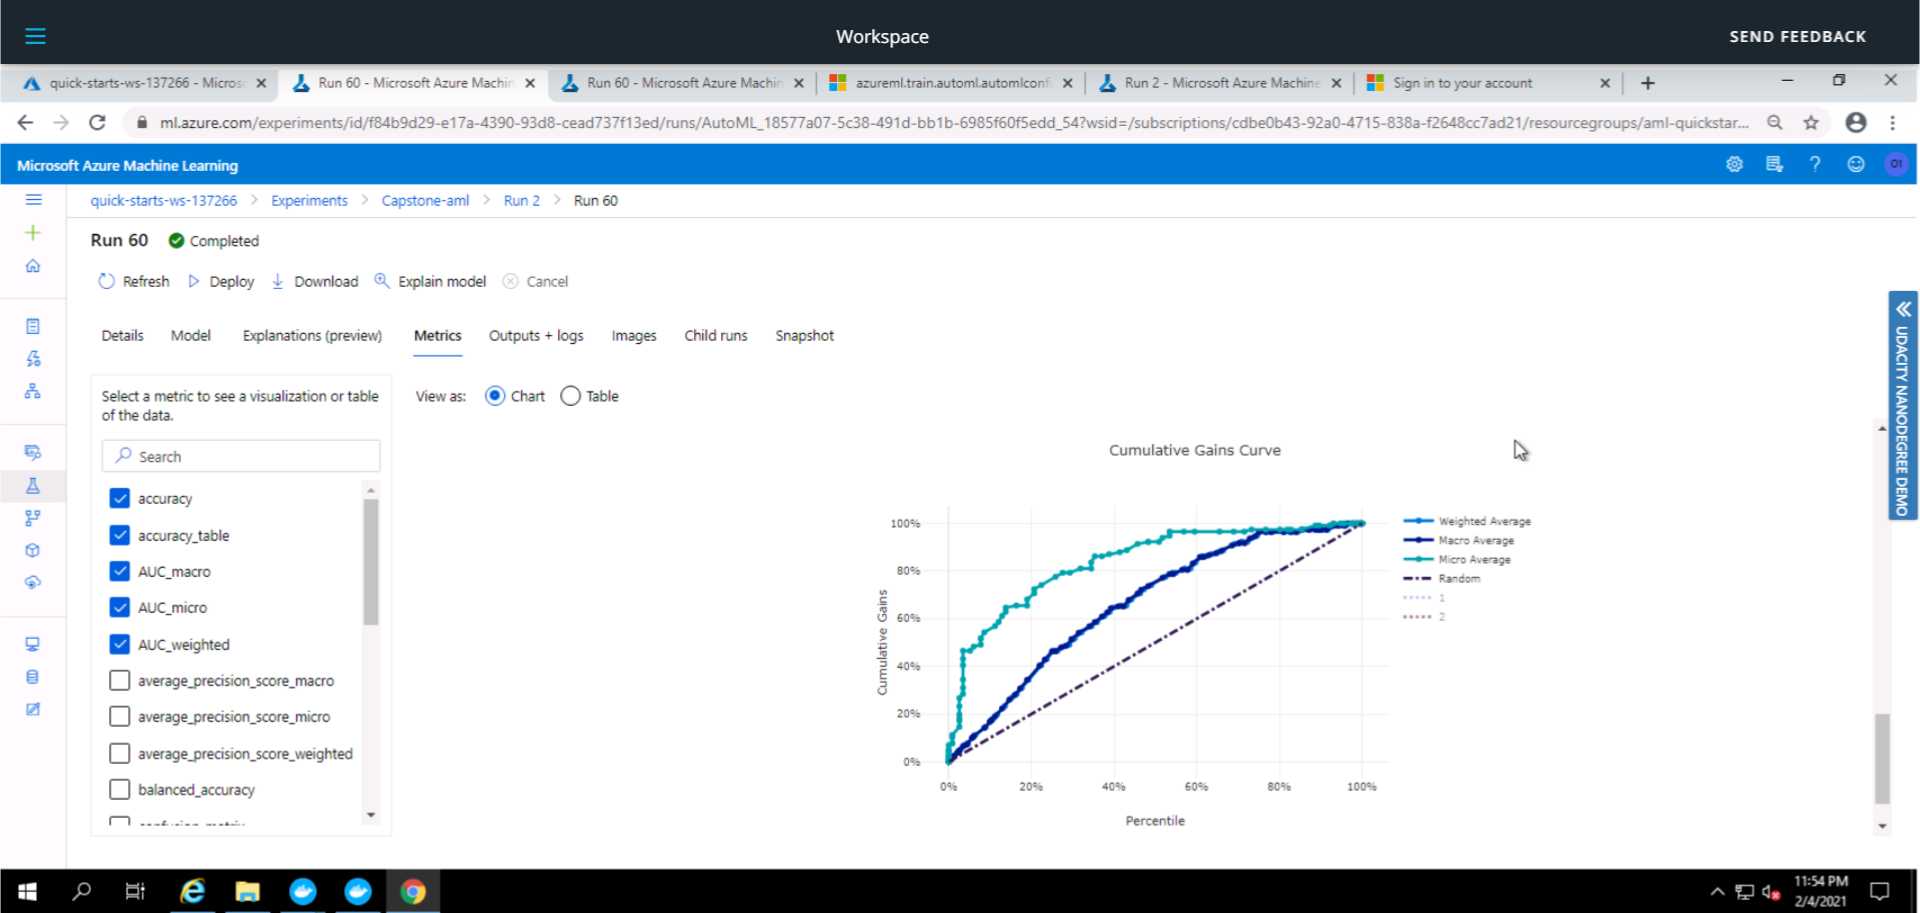 Workspace
SEND FEEDBACK
quick-starts-ws-137266 - Micros
Run 60 - Microsoft Azure Machin
Run 60 - Microsoft Azure Machin
azureml.train.automl.automlconfi
Run 2 - Microsoft Azure Machine
Sign in to your account
ml.azure.com/experiments/id/f84b9d29-e17a-4390-93d8-cead737f13ed/runs/AutoML_18577a07-5c38-491d-bb1b-6985f60f5edd_54?wsid=/subscriptions/cdbe0b43-92a0-4715-838a-f2648cc7ad21/resourcegroups/aml-quickstar...
Microsoft Azure Machine Learning
O1
quick-starts-ws-137266 > Experiments > Capstone-aml > Run 2 > Run 60
Run 60 Completed
Refresh Deploy Download Explain model Cancel
Details Model Explanations (preview) Metrics Outputs + logs Images Child runs Snapshot
Select a metric to see a visualization or table
of the data.
Search
accuracy
accuracy_table
AUC_macro
AUC_micro
AUC_weighted
average_precision_score_macro
average_precision_score_micro
average_precision_score_weighted
balanced_accuracy
confusion_matrix
View as: Chart Table
Cumulative Gains Curve
Cumulative Gains
100%
80%
60%
40%
20%
0%
0% 20% 40% 60% 80% 100%
Percentile
Weighted Average
Macro Average
Micro Average
Random
1
2
UDACITY NANODEGREE DEMO
11:54 PM
2/4/2021